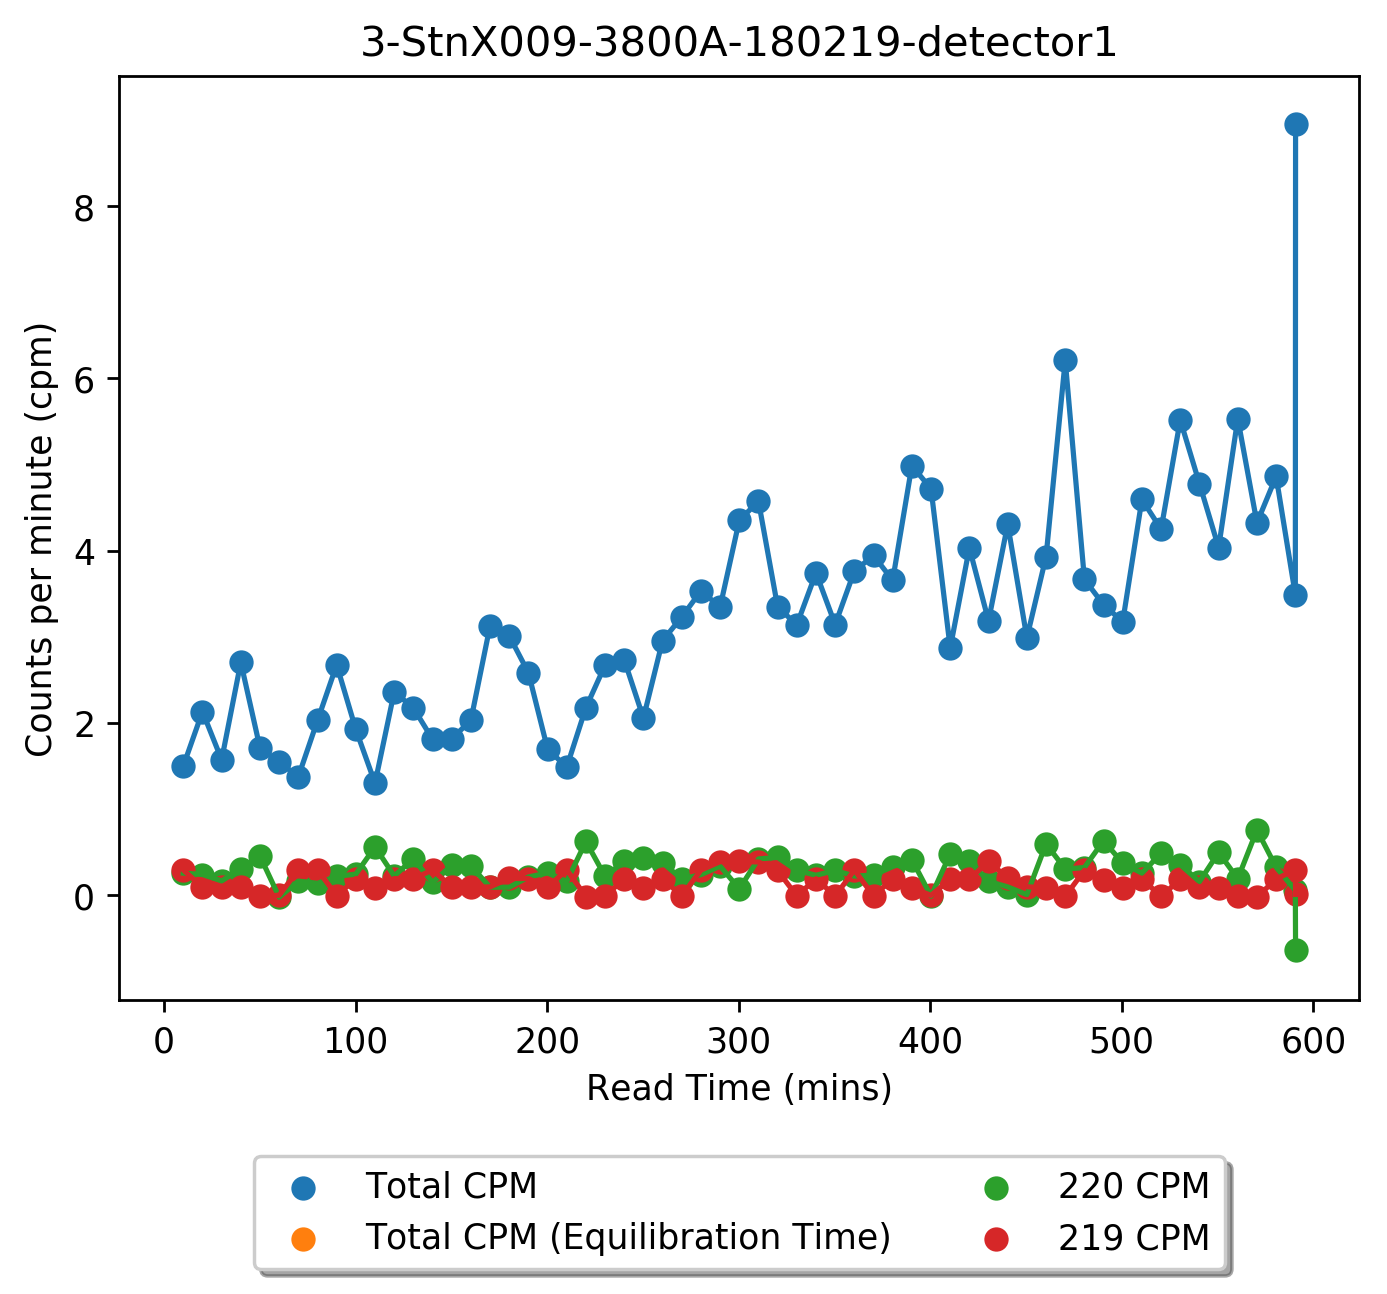 3-StnX009-3800A-180219-detector1
Counts per minute (cpm)
8
6
4
2
0
0 100 200 300 400 500 600
Read Time (mins)
Total CPM
Total CPM (Equilibration Time)
220 CPM
219 CPM